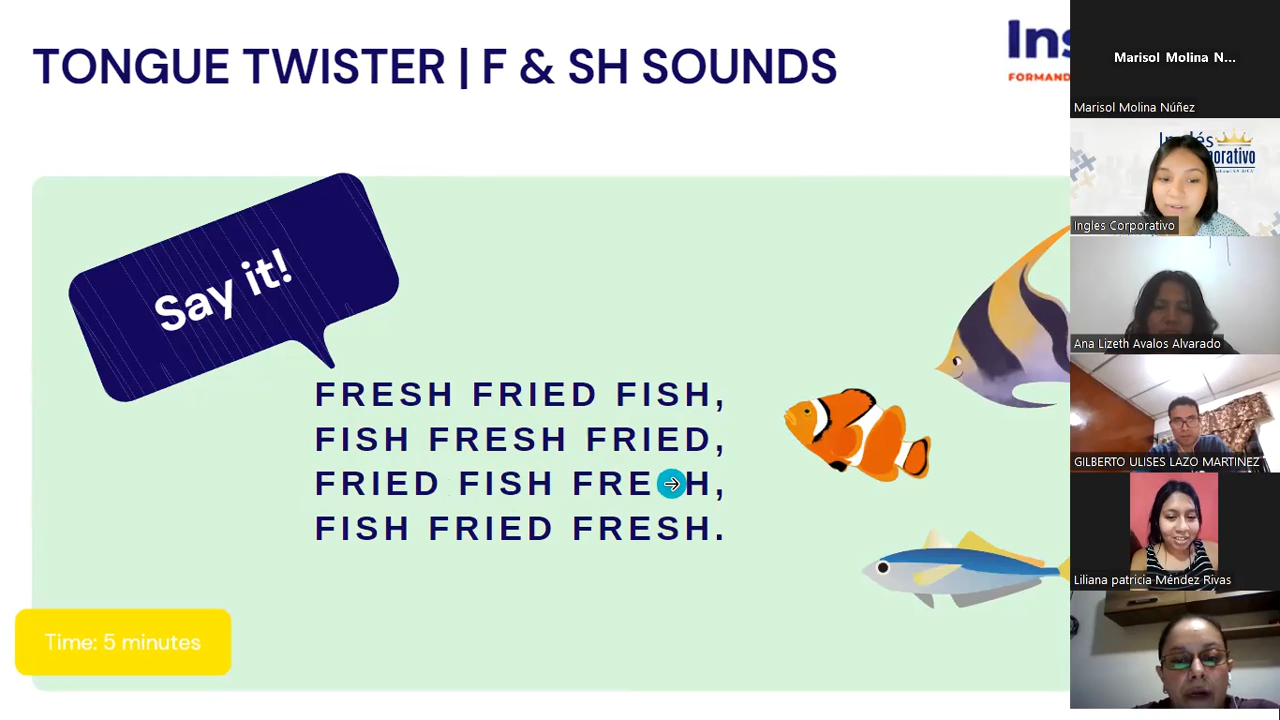 TONGUE TWISTER | F & SH SOUNDS
Ins
FORMAND
Say it!
FRESH FRIED FISH,
FISH FRESH FRIED,
FRIED FISH FRESH,
FISH FRIED FRESH.
Time: 5 minutes
Marisol Molina N...
Marisol Molina Núñez
Inglés
porativo
Ingles Corporativo
Ana Lizeth Avalos Alvarado
GILBERTO ULISES LAZO MARTINEZ
Liliana patricia Méndez Rivas